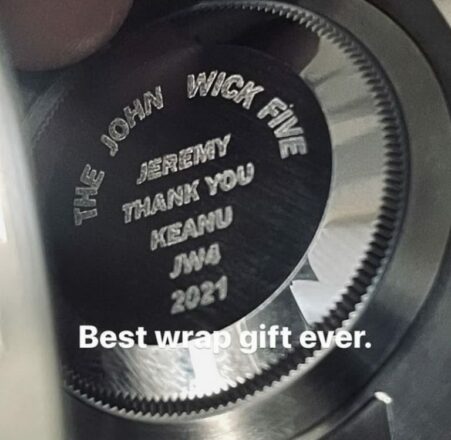 THE JOHN WICK FIVE
JEREMY
THANK YOU
KEANU
JW4
2021
Best wrap gift ever.